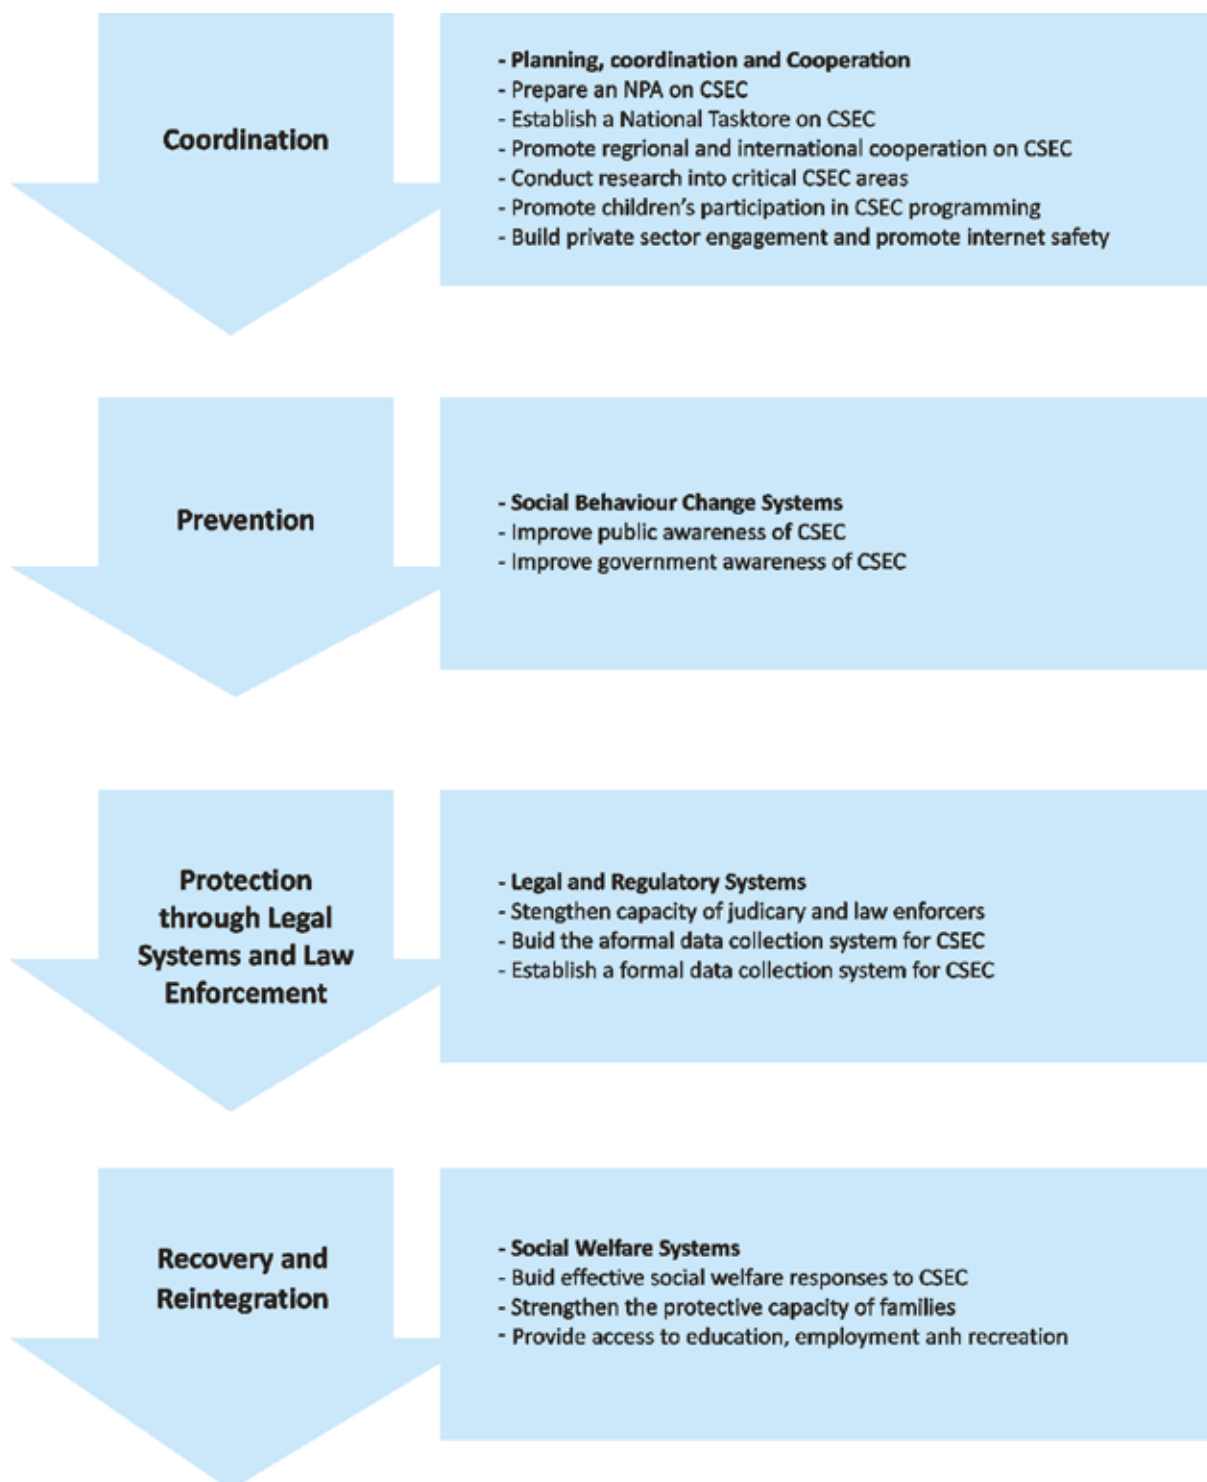 Coordination
- Planning, coordination and Cooperation
- Prepare an NPA on CSEC
- Establish a National Tasktore on CSEC
- Promote regrional and international cooperation on CSEC
- Conduct research into critical CSEC areas
- Promote children's participation in CSEC programming
- Build private sector engagement and promote internet safety
Prevention
- Social Behaviour Change Systems
- Improve public awareness of CSEC
- Improve government awareness of CSEC
Protection
through Legal
Systems and Law
Enforcement
- Legal and Regulatory Systems
- Stengthen capacity of judicary and law enforcers
- Buid the aformal data collection system for CSEC
- Establish a formal data collection system for CSEC
Recovery and
Reintegration
- Social Welfare Systems
- Buid effective social welfare responses to CSEC
- Strengthen the protective capacity of families
- Provide access to education, employment anh recreation